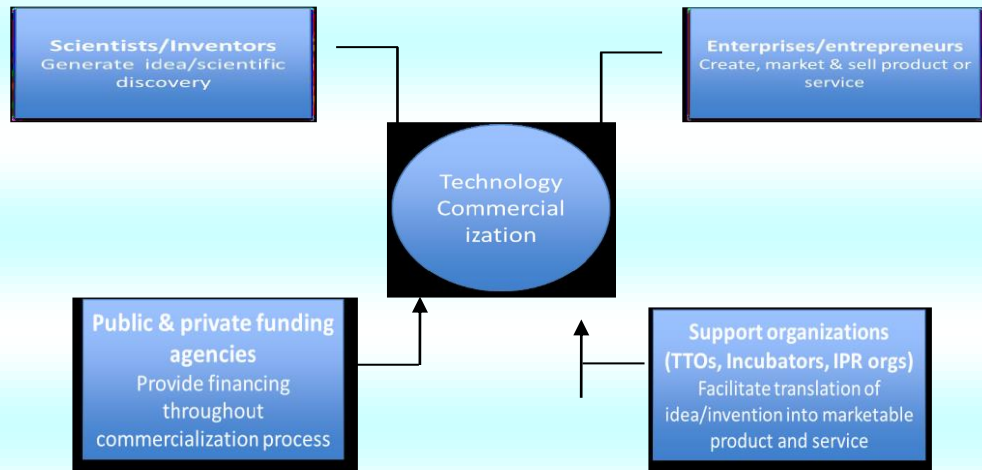 Scientists/Inventors
Generate idea/scientific
discovery
Enterprises/entrepreneurs
Create, market & sell product or
service
Technology
Commercial
ization
Public & private funding
agencies
Provide financing
throughout
commercialization process
Support organizations
(TTOs, Incubators, IPR orgs)
Facilitate translation of
idea/invention into marketable
product and service